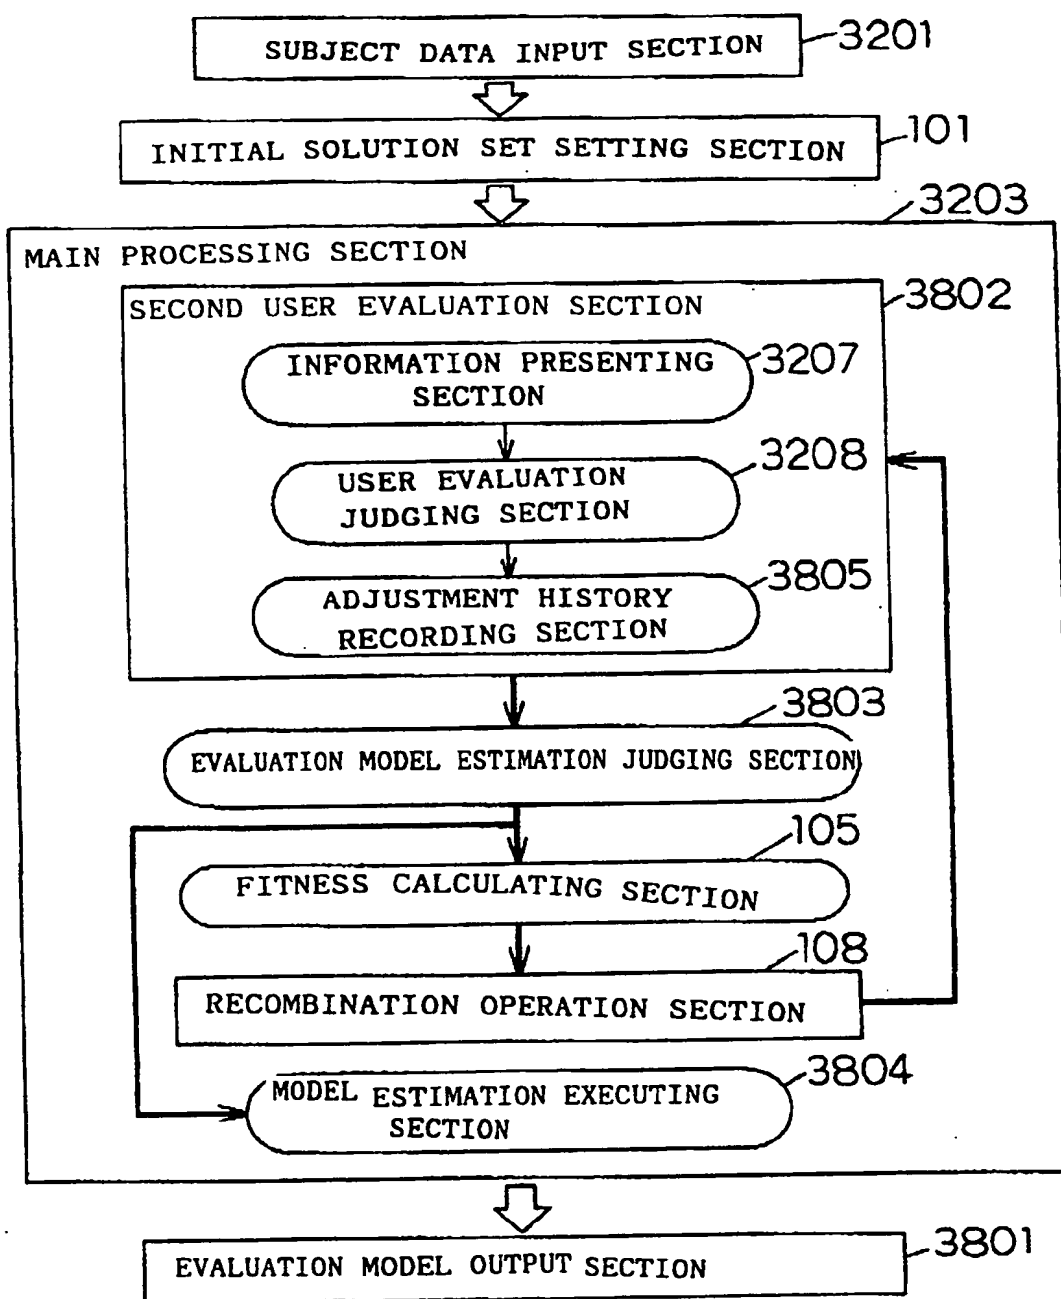 SUBJECT DATA INPUT SECTION
3201
INITIAL SOLUTION SET SETTING SECTION
101
3203
MAIN PROCESSING SECTION
3802
SECOND USER EVALUATION SECTION
INFORMATION PRESENTING
SECTION
3207
USER EVALUATION
JUDGING SECTION
3208
ADJUSTMENT HISTORY
RECORDING SECTION
3805
3803
EVALUATION MODEL ESTIMATION JUDGING SECTION
105
FITNESS CALCULATING SECTION
108
RECOMBINATION OPERATION SECTION
3804
MODEL ESTIMATION EXECUTING
SECTION
EVALUATION MODEL OUTPUT SECTION
3801